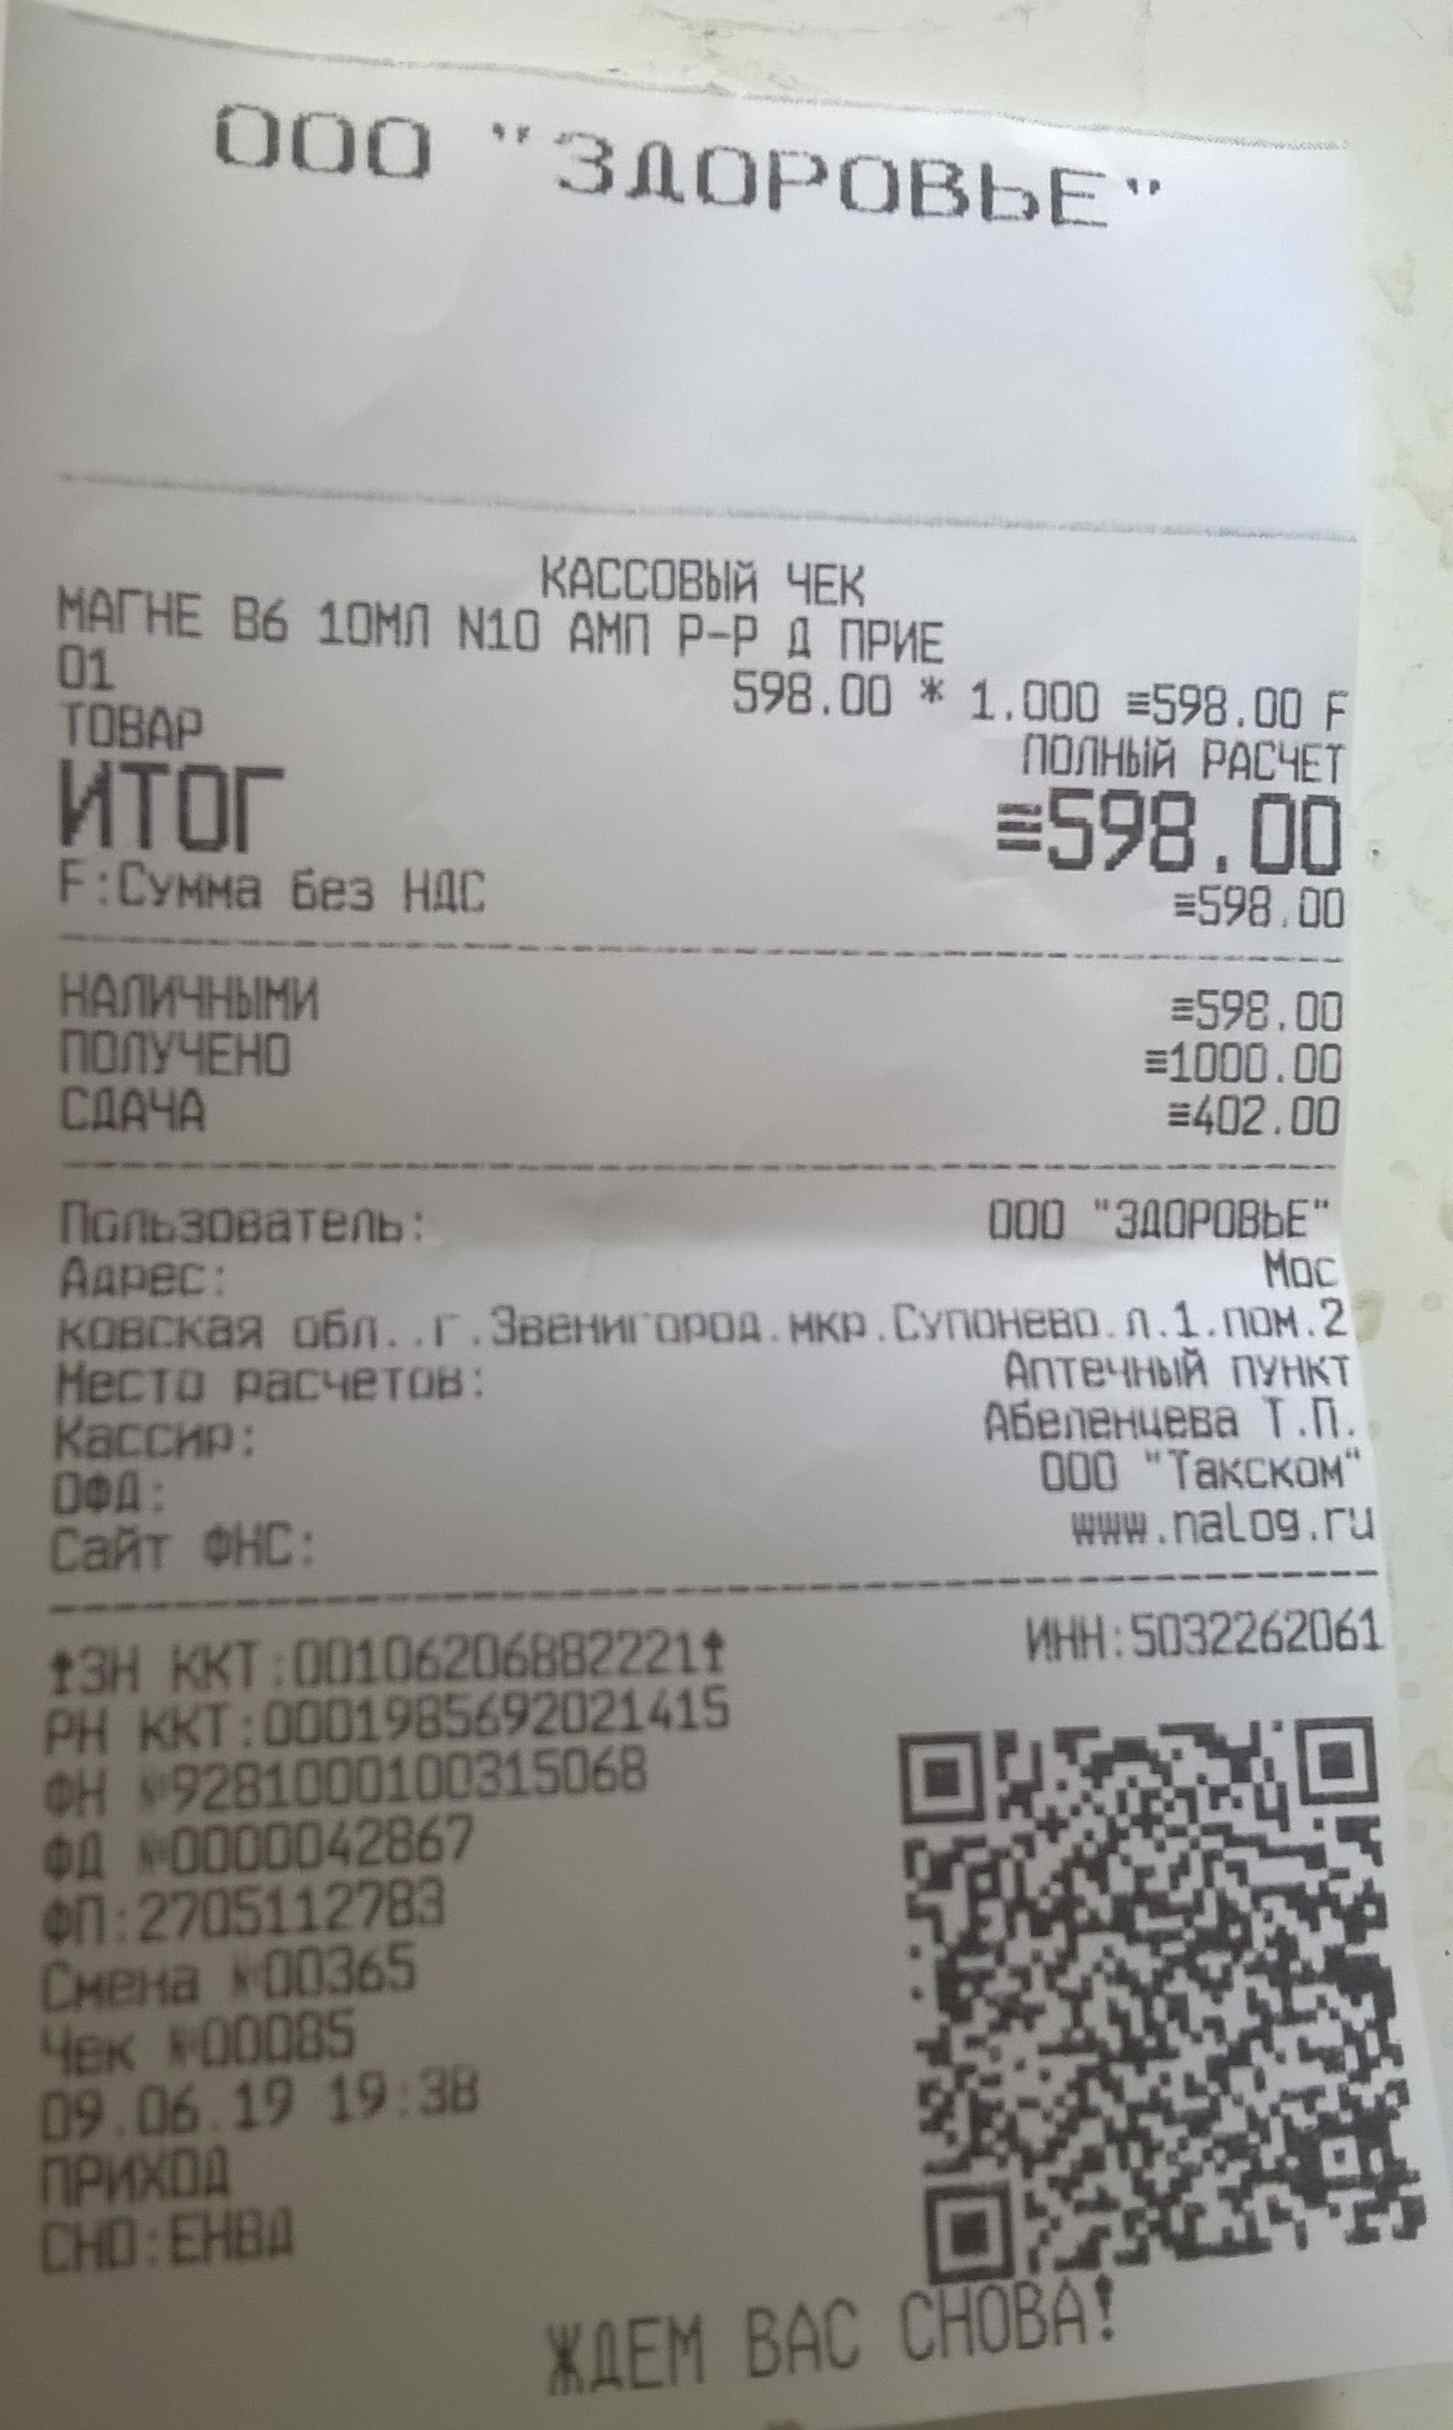 ООО "ЗДОРОВЬЕ"
КАССОВЫЙ ЧЕК
МАГНЕ В6 10МЛ N10 АМП Р-Р Д ПРИЕ
01 598.00 * 1.000 ≡598.00 F
ТОВАР ПОЛНЫЙ РАСЧЕТ
ИТОГ ≡598.00
F:Сумма без НДС ≡598.00
НАЛИЧНЫМИ ≡598.00
ПОЛУЧЕНО ≡1000.00
СДАЧА ≡402.00
Пользователь: ООО "ЗДОРОВЬЕ"
Адрес: Мос
ковская обл..г.Звенигород.мкр.Супонево.л.1.пом.2
Место расчетов: Аптечный пункт
Кассир: Абеленцева Т.П.
ОФД: ООО "Такском"
Сайт ФНС: www.nalog.ru
ЗН ККТ:00106206882221 ИНН:5032262061
РН ККТ:0001985692021415
ФН №9281000100315068
ФД №0000042867
ФП:2705112783
Смена №00365
Чек №00085
09.06.19 19:38
ПРИХОД
СНО:ЕНВД
ЖДЕМ ВАС СНОВА!